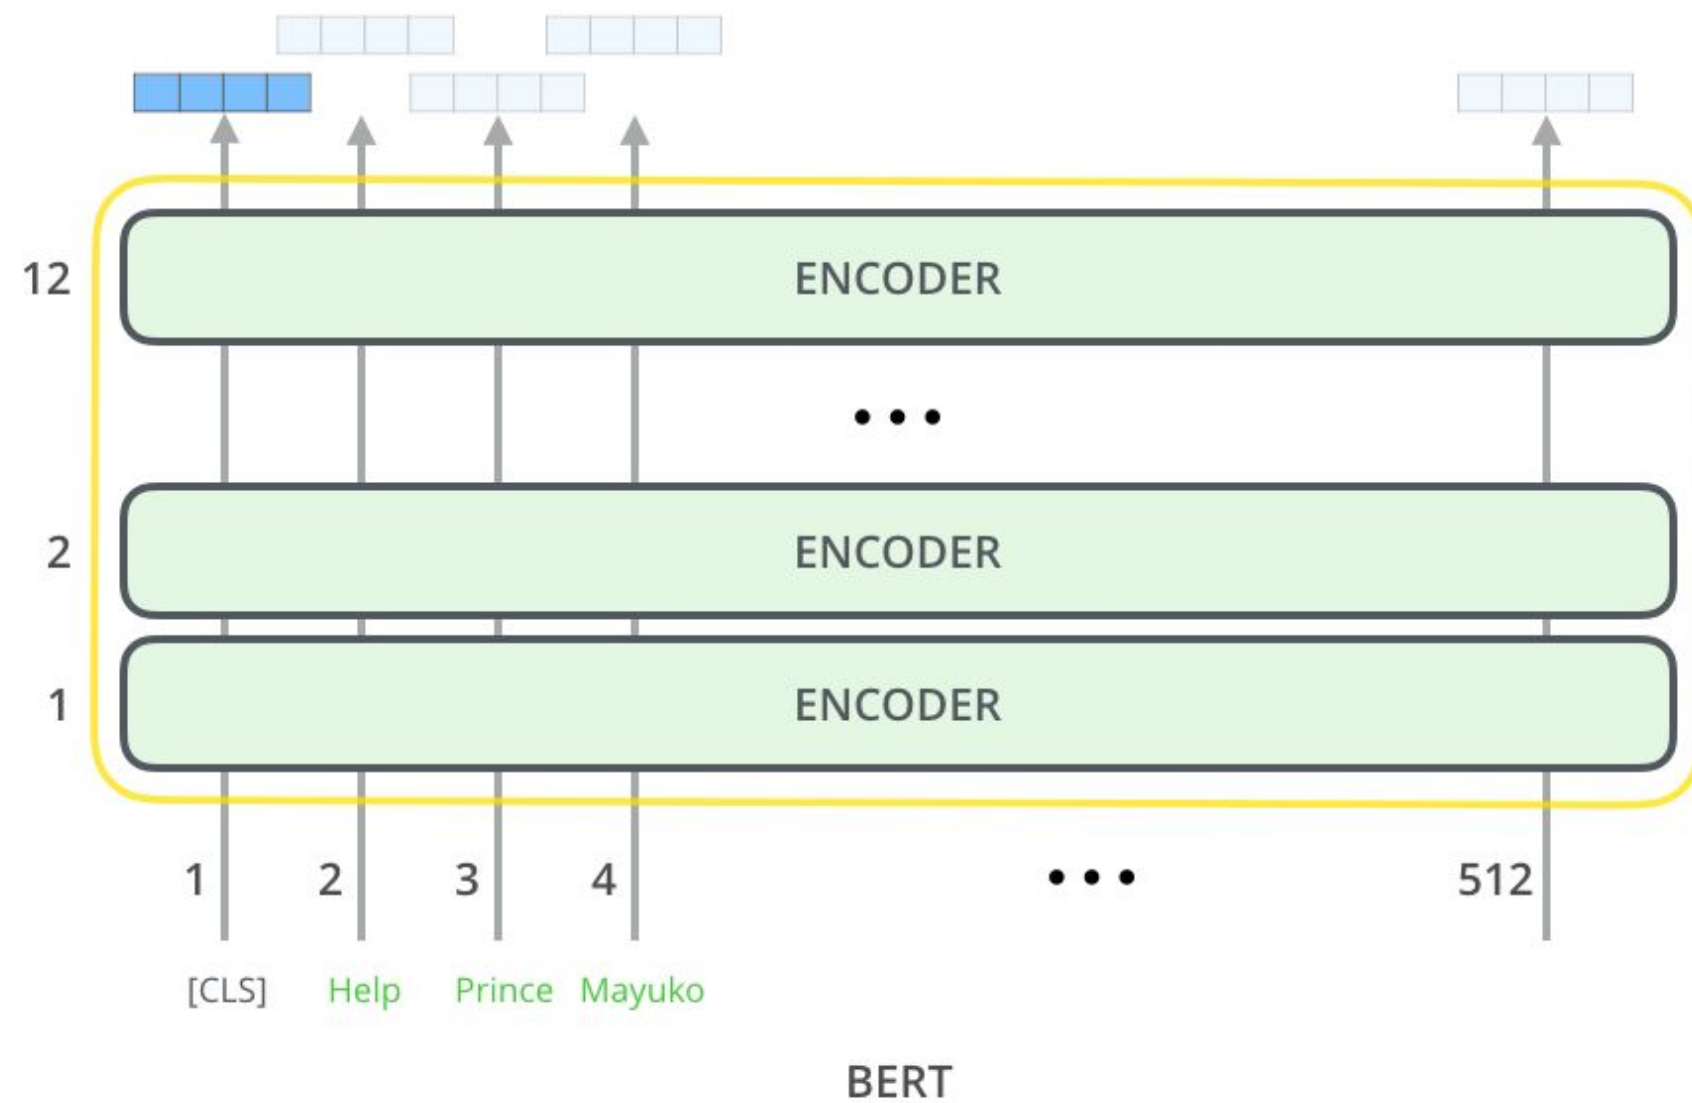 12 ENCODER
...
2 ENCODER
1 ENCODER
1 2 3 4 ... 512
[CLS] Help Prince Mayuko
BERT